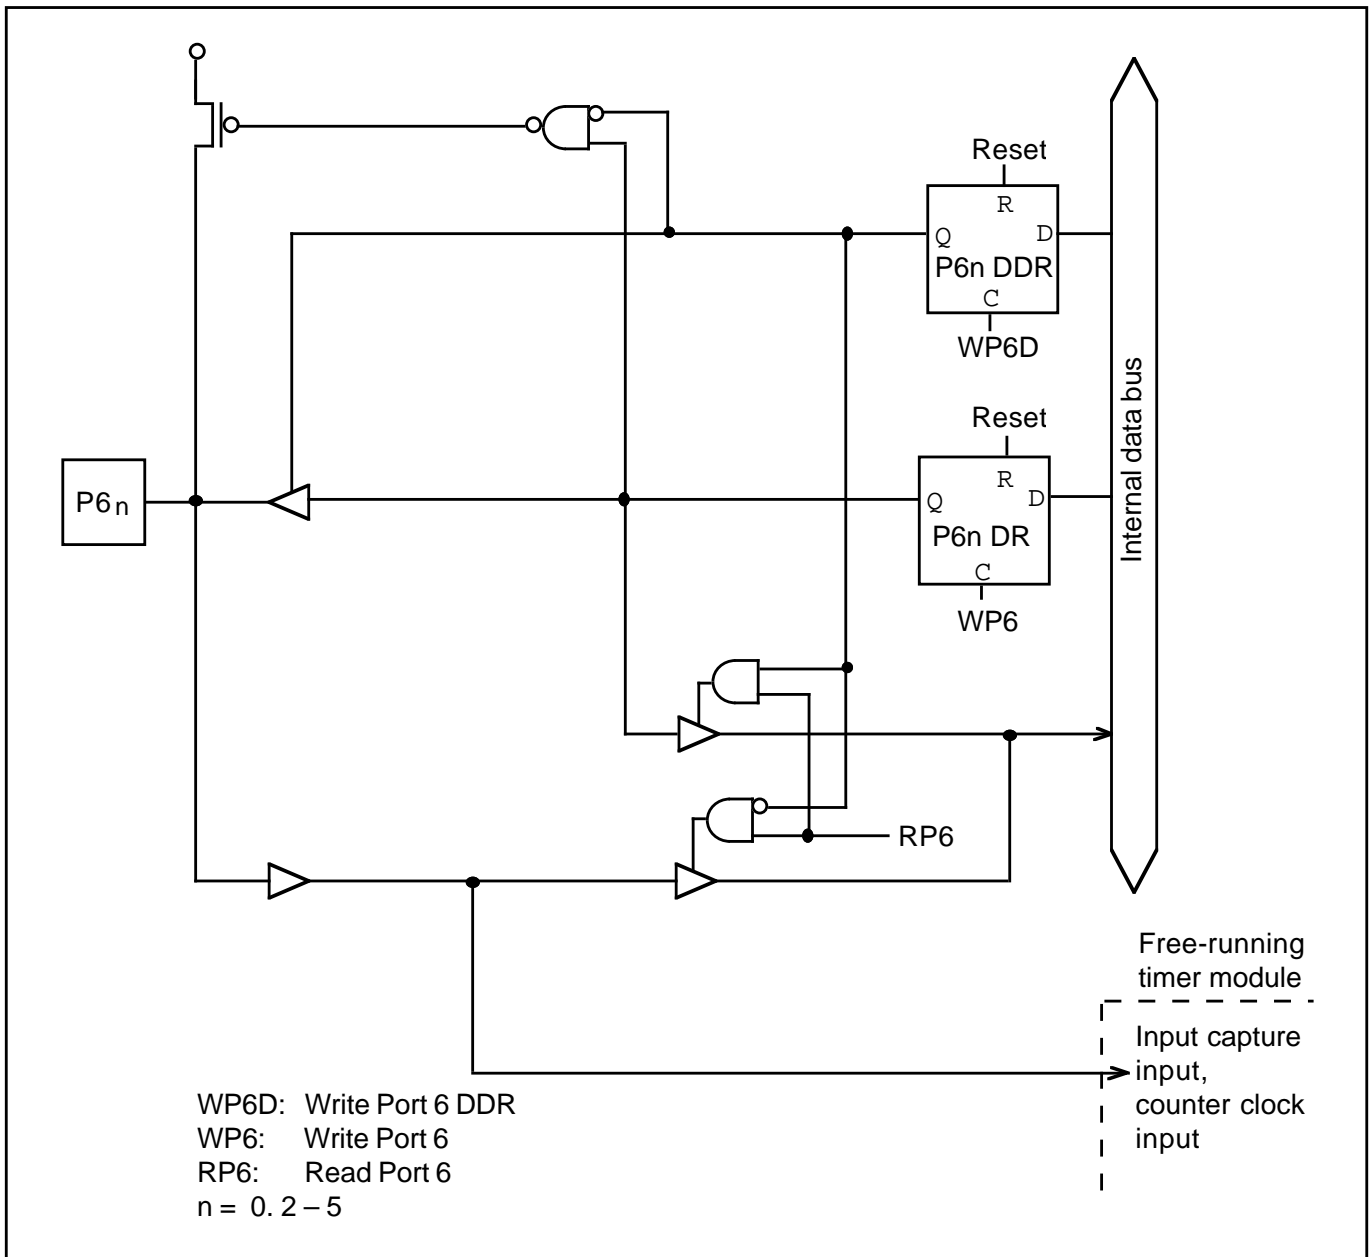 Reset
R
Q D
P6n DDR
C
WP6D
Reset
R
Q D
P6n DR
C
WP6
Internal data bus
P6n
RP6
Free-running
timer module
Input capture
input,
counter clock
input
WP6D: Write Port 6 DDR
WP6: Write Port 6
RP6: Read Port 6
n = 0. 2 – 5